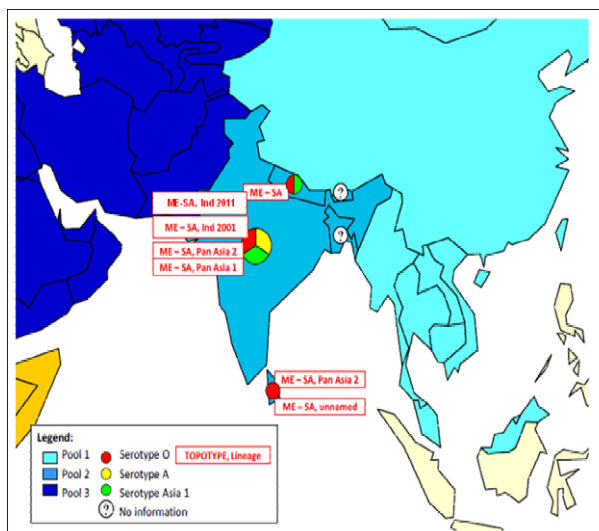 ME – SA
?
ME-SA, Ind 2011
ME – SA, Ind 2001
?
ME – SA, Pan Asia 2
ME – SA, Pan Asia 1
ME – SA, Pan Asia 2
ME – SA, unnamed
Legend:
Pool 1 Serotype O TOPOTYPE, Lineage
Pool 2 Serotype A
Pool 3 Serotype Asia 1
? No information